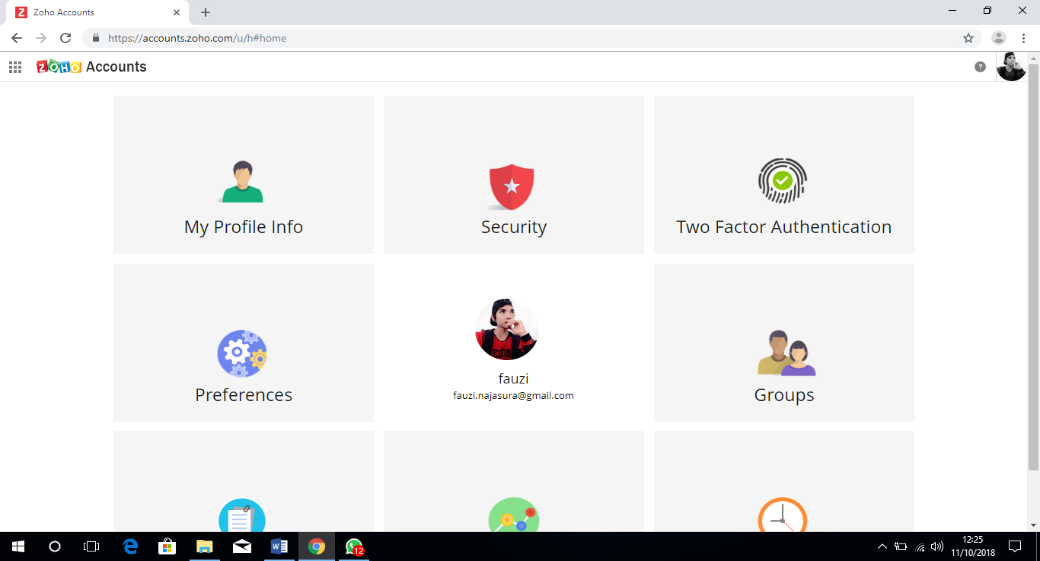 Zoho Accounts
https://accounts.zoho.com/u/h#home
ZOHO Accounts
?
My Profile Info
Security
Two Factor Authentication
Preferences
fauzi
fauzi.najasura@gmail.com
Groups
12
12:25
11/10/2018